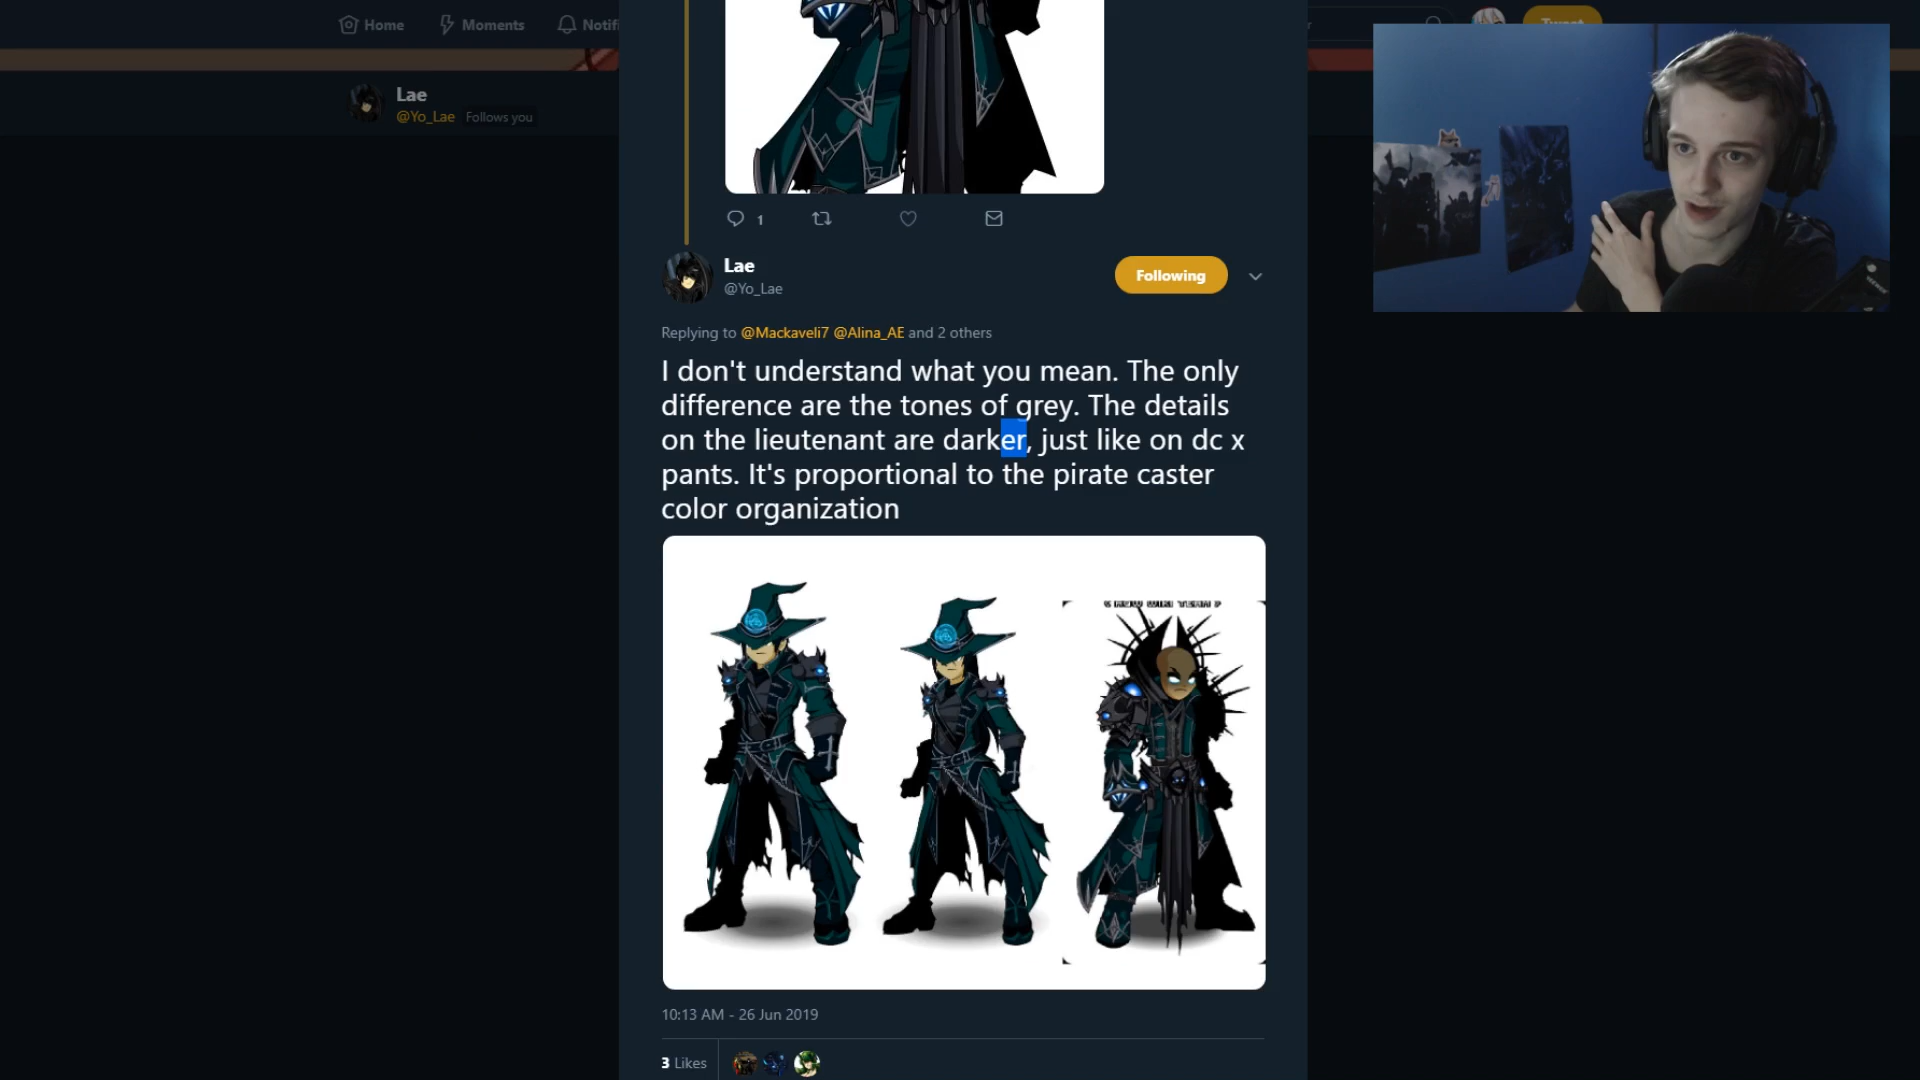 Home
Moments
Notifi
Tweet
Lae
@Yo_Lae Follows you
1
Lae
@Yo_Lae
Following
Replying to @Mackaveli7 @Alina_AE and 2 others
I don't understand what you mean. The only
difference are the tones of grey. The details
on the lieutenant are darker, just like on dc x
pants. It's proportional to the pirate caster
color organization
10:13 AM - 26 Jun 2019
3 Likes